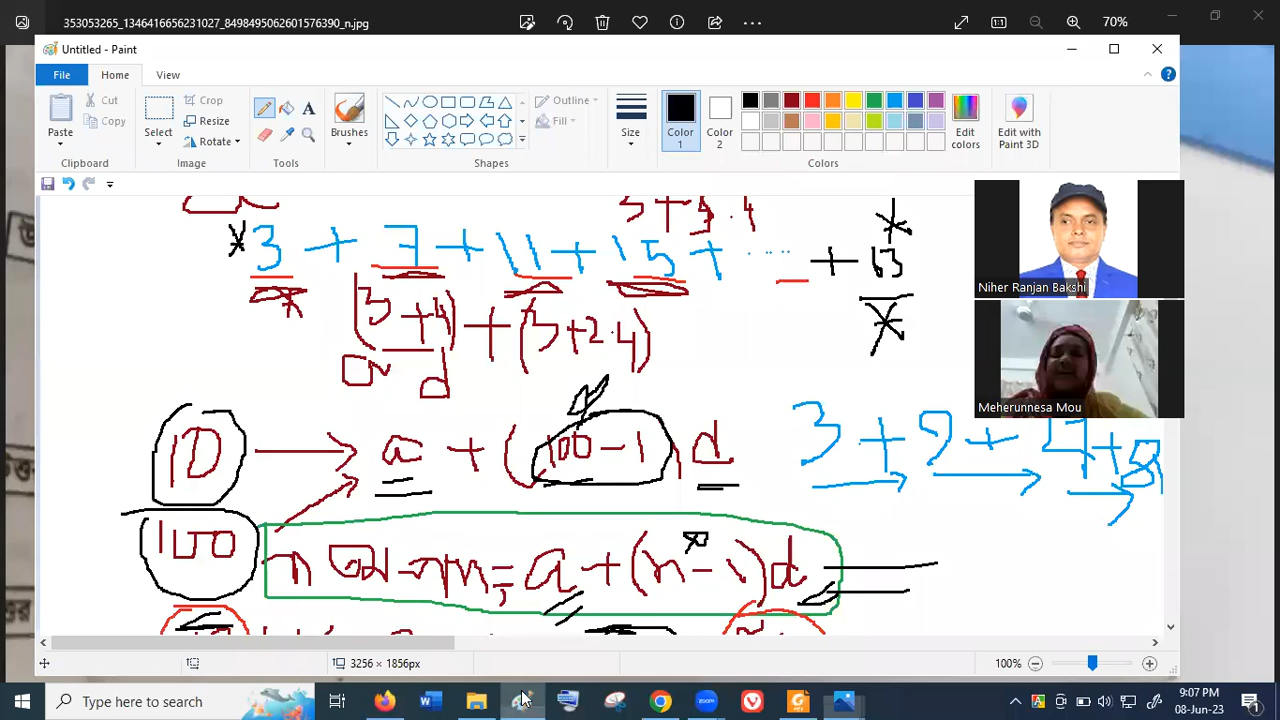 353053265_1346416656231027_8498495062601576390_n.jpg
70%
Untitled - Paint
File Home View
Paste Cut Copy Select Crop Resize Rotate Brushes Outline Fill Size Color 1 Color 2 Edit colors Edit with Paint 3D
Clipboard Image Tools Shapes Colors
3 + 7 + 11 + 15 + ...... + 63
(3+4) + (3+2.4)
a d
Niher Ranjan Bakshi
Meherunnesa Mou
10 → a + (100-1) d
3 + 9 + 27 + 81
100
= a + (n-1)d
3256 × 1856px
100%
Type here to search
9:07 PM
08-Jun-23